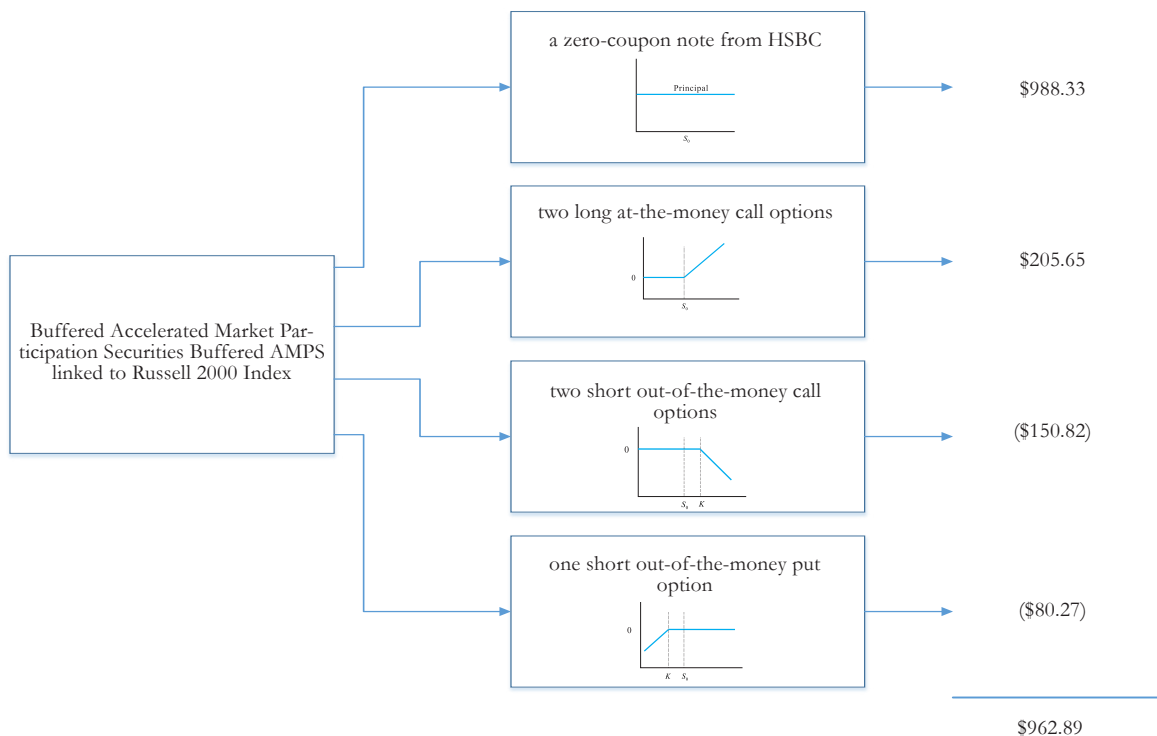 a zero-coupon note from HSBC
Principal
S₀
$988.33
two long at-the-money call options
0
S₀
$205.65
Buffered Accelerated Market Par-
ticipation Securities Buffered AMPS
linked to Russell 2000 Index
two short out-of-the-money call
options
0
S₀ K
($150.82)
one short out-of-the-money put
option
0
K S₀
($80.27)
$962.89